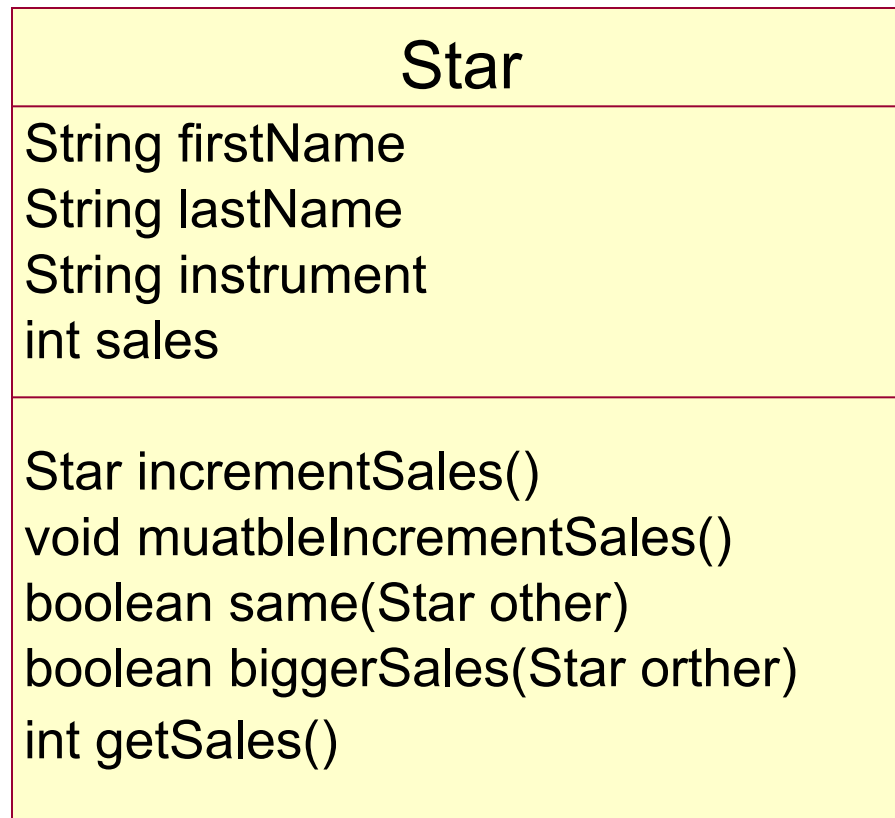 Star
String firstName
String lastName
String instrument
int sales
Star incrementSales()
void muatbleIncrementSales()
boolean same(Star other)
boolean biggerSales(Star orther)
int getSales()